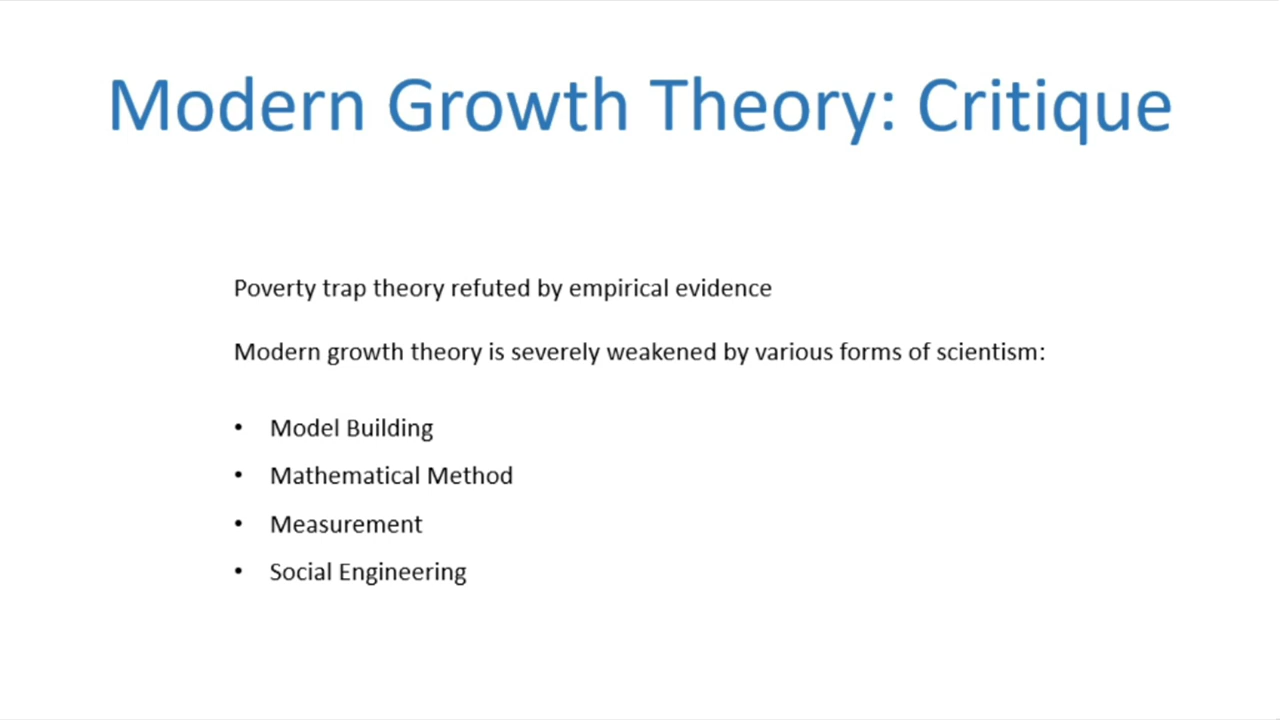 Modern Growth Theory: Critique
Poverty trap theory refuted by empirical evidence
Modern growth theory is severely weakened by various forms of scientism:
• Model Building
• Mathematical Method
• Measurement
• Social Engineering